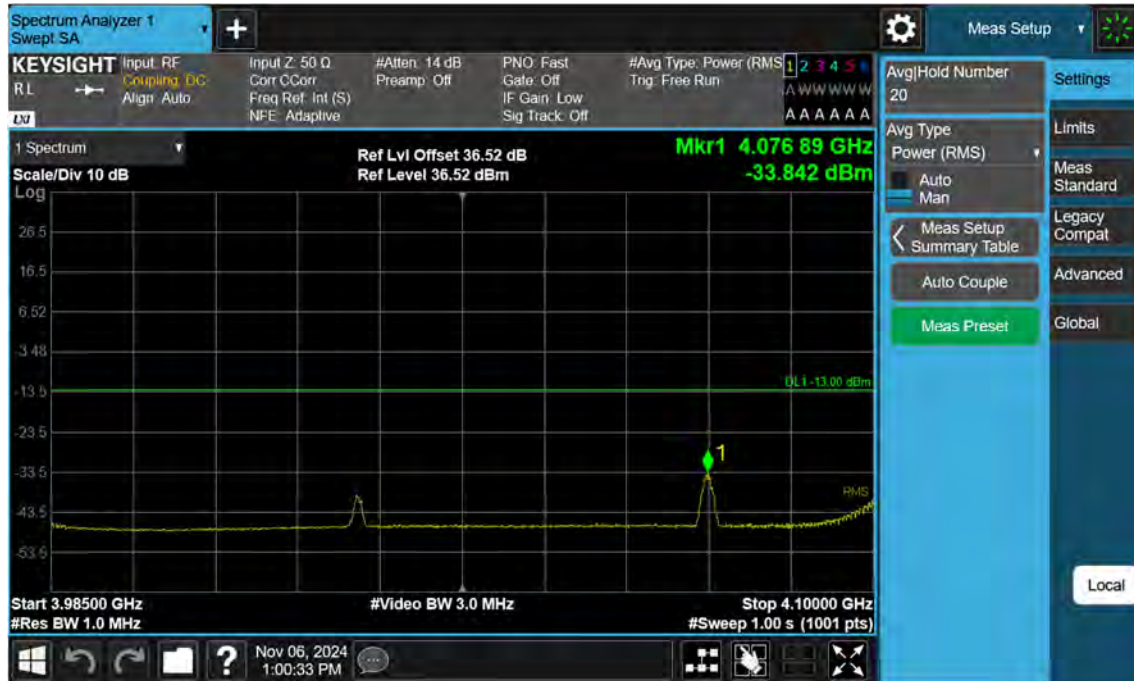 Spectrum Analyzer 1
Swept SA
Meas Setup
KEYSIGHT
RL
LXI
Input: RF
Coupling: DC
Align: Auto
Input Z: 50 Ω
Corr CCorr
Freq Ref: Int (S)
NFE: Adaptive
#Atten: 14 dB
Preamp: Off
PNO: Fast
Gate: Off
IF Gain: Low
Sig Track: Off
#Avg Type: Power (RMS
Trig: Free Run
1 2 3 4 5 6
A W W W W W
A A A A A A
1 Spectrum
Scale/Div 10 dB
Log
Ref Lvl Offset 36.52 dB
Ref Level 36.52 dBm
Mkr1 4.076 89 GHz
-33.842 dBm
26.5
16.5
6.52
-3.48
-13.5
-23.5
-33.5
-43.5
-53.5
DL1 -13.00 dBm
1
RMS
Start 3.98500 GHz
#Res BW 1.0 MHz
#Video BW 3.0 MHz
Stop 4.10000 GHz
#Sweep 1.00 s (1001 pts)
Avg|Hold Number
20
Avg Type
Power (RMS)
Auto
Man
Meas Setup
Summary Table
Auto Couple
Meas Preset
Settings
Limits
Meas
Standard
Legacy
Compat
Advanced
Global
Local
?
Nov 06, 2024
1:00:33 PM